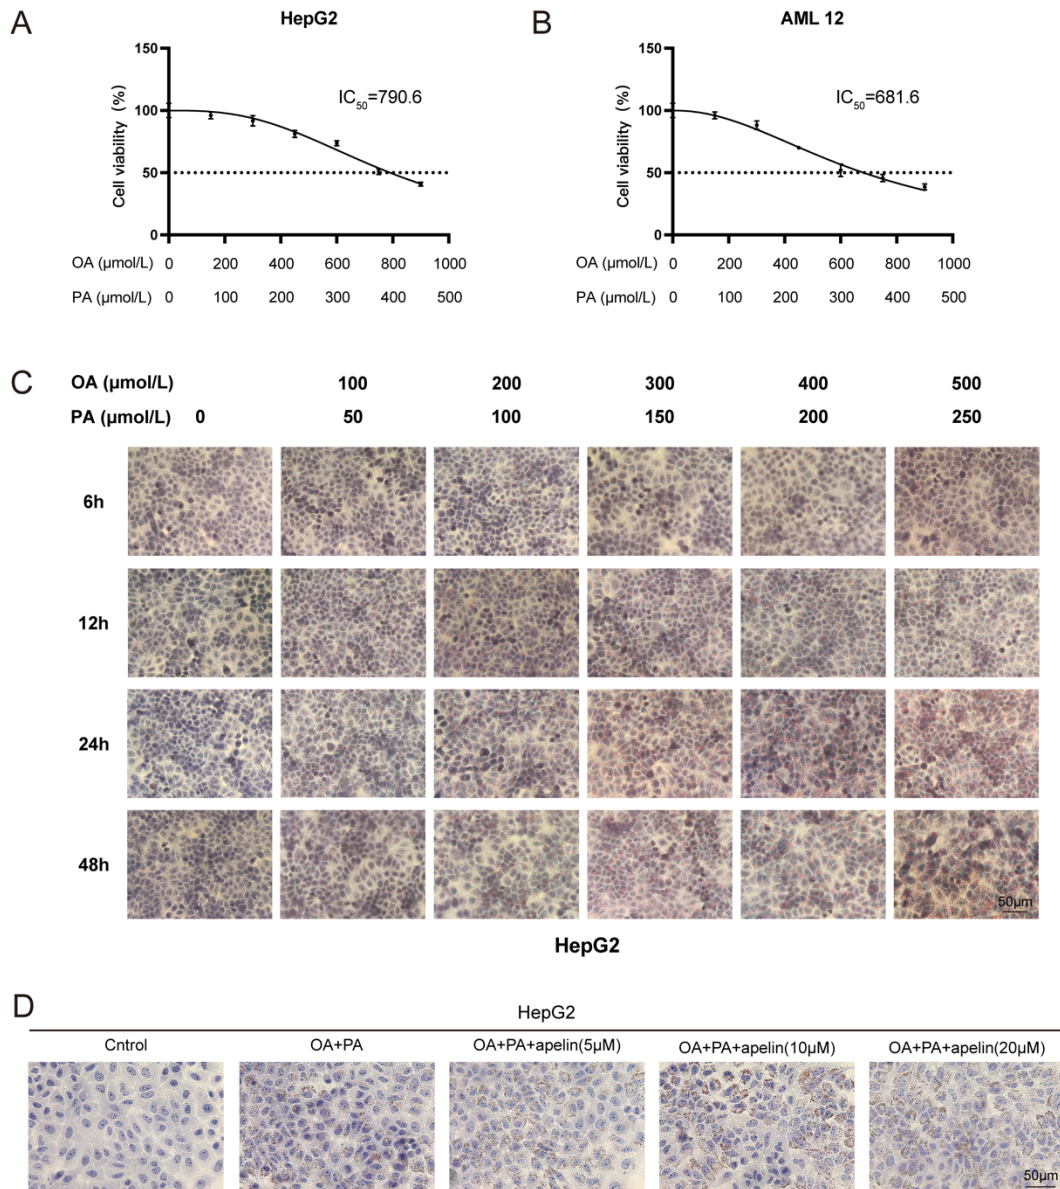 A
HepG2
150
100
50
0
Cell viability (%)
IC50=790.6
OA (μmol/L) 0 200 400 600 800 1000
PA (μmol/L) 0 100 200 300 400 500
B
AML 12
150
100
50
0
Cell viability (%)
IC50=681.6
OA (μmol/L) 0 200 400 600 800 1000
PA (μmol/L) 0 100 200 300 400 500
C
OA (μmol/L) 100 200 300 400 500
PA (μmol/L) 0 50 100 150 200 250
6h
12h
24h
48h
50μm
HepG2
D
HepG2
Cntrol OA+PA OA+PA+apelin(5μM) OA+PA+apelin(10μM) OA+PA+apelin(20μM)
50μm